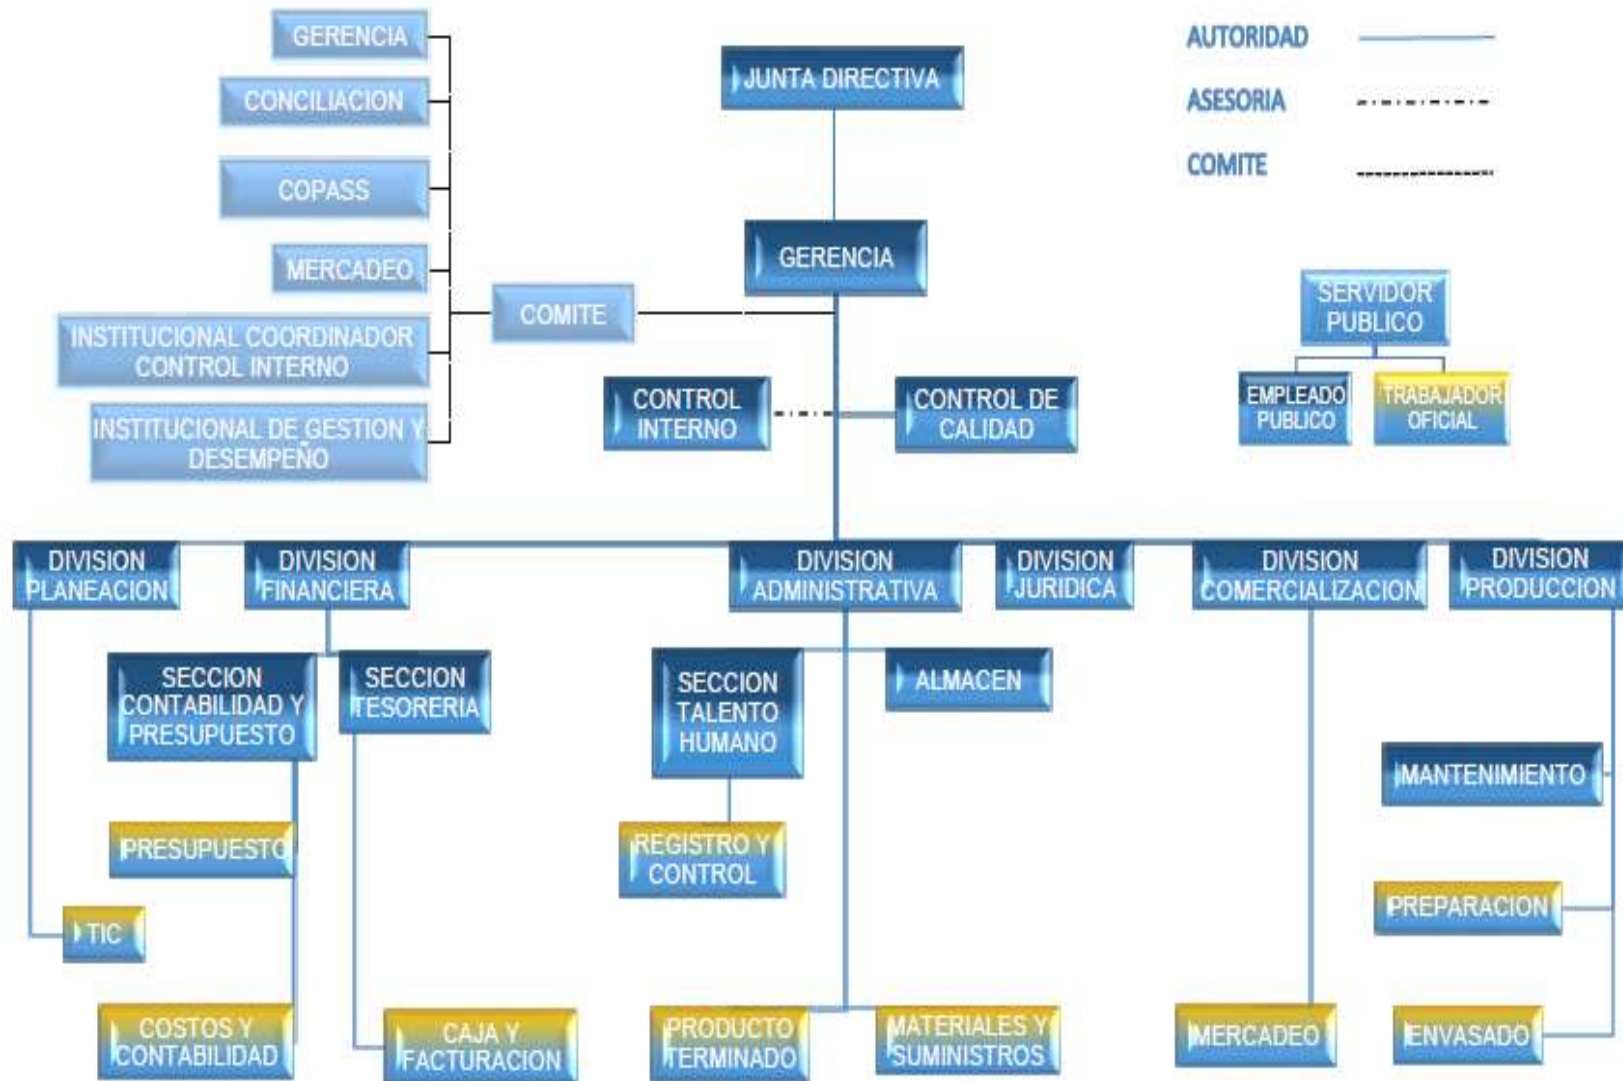 GERENCIA
CONCILIACION
COPASS
MERCADEO
INSTITUCIONAL COORDINADOR
CONTROL INTERNO
INSTITUCIONAL DE GESTION Y
DESEMPEÑO
COMITE
JUNTA DIRECTIVA
GERENCIA
CONTROL
INTERNO
CONTROL DE
CALIDAD
AUTORIDAD
ASESORIA
COMITE
SERVIDOR
PUBLICO
EMPLEADO
PUBLICO
TRABAJADOR
OFICIAL
DIVISION
PLANEACION
DIVISION
FINANCIERA
DIVISION
ADMINISTRATIVA
DIVISION
JURIDICA
DIVISION
COMERCIALIZACION
DIVISION
PRODUCCION
SECCION
CONTABILIDAD Y
PRESUPUESTO
SECCION
TESORERIA
SECCION
TALENTO
HUMANO
ALMACEN
MANTENIMIENTO
PRESUPUESTO
REGISTRO Y
CONTROL
PREPARACION
TIC
COSTOS Y
CONTABILIDAD
CAJA Y
FACTURACION
PRODUCTO
TERMINADO
MATERIALES Y
SUMINISTROS
MERCADEO
ENVASADO